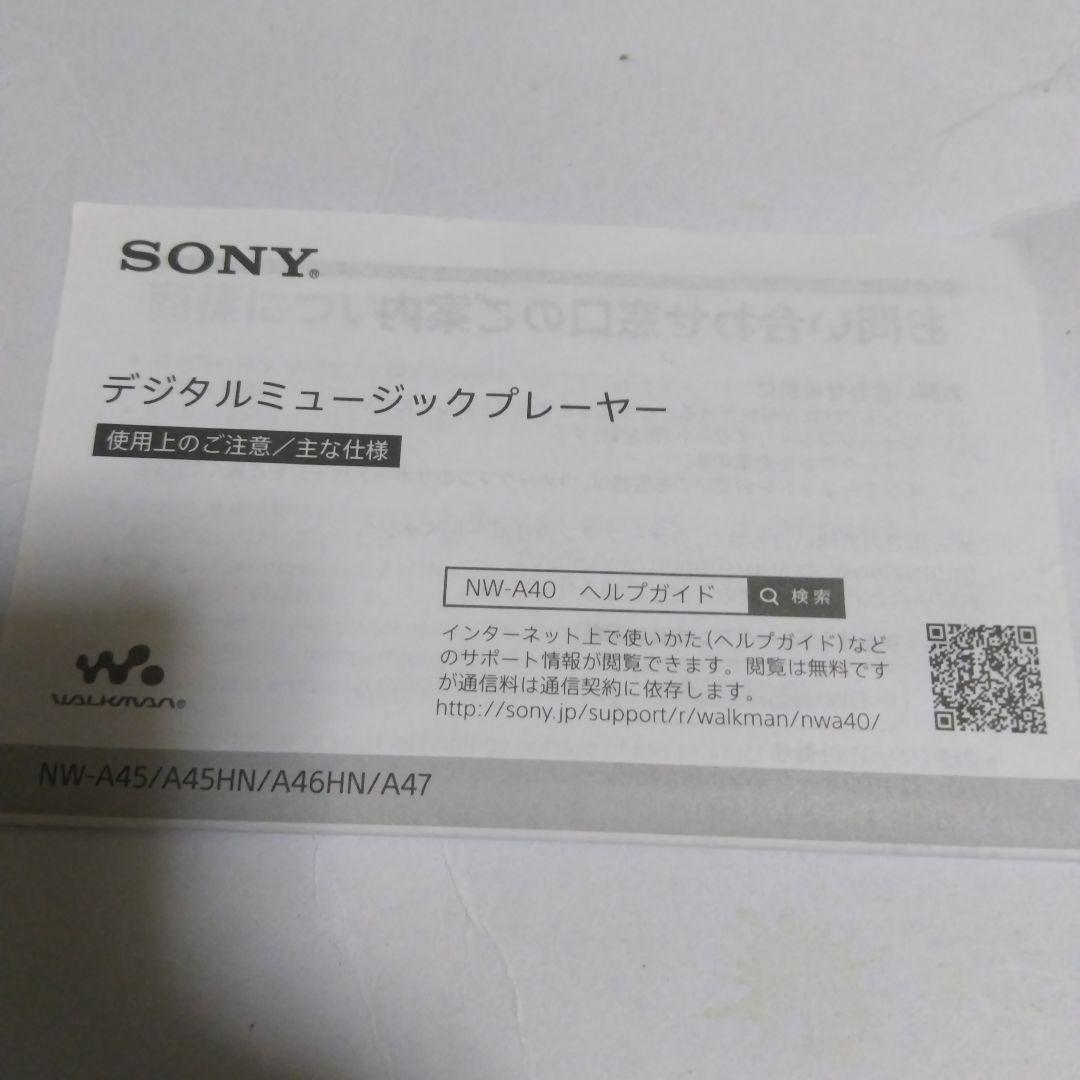 SONY®
デジタルミュージックプレーヤー
使用上のご注意／主な仕様
NW-A40 ヘルプガイド 検索
インターネット上で使いかた（ヘルプガイド）など
のサポート情報が閲覧できます。閲覧は無料です
が通信料は通信契約に依存します。
http://sony.jp/support/r/walkman/nwa40/
WALKMAN®
NW-A45/A45HN/A46HN/A47